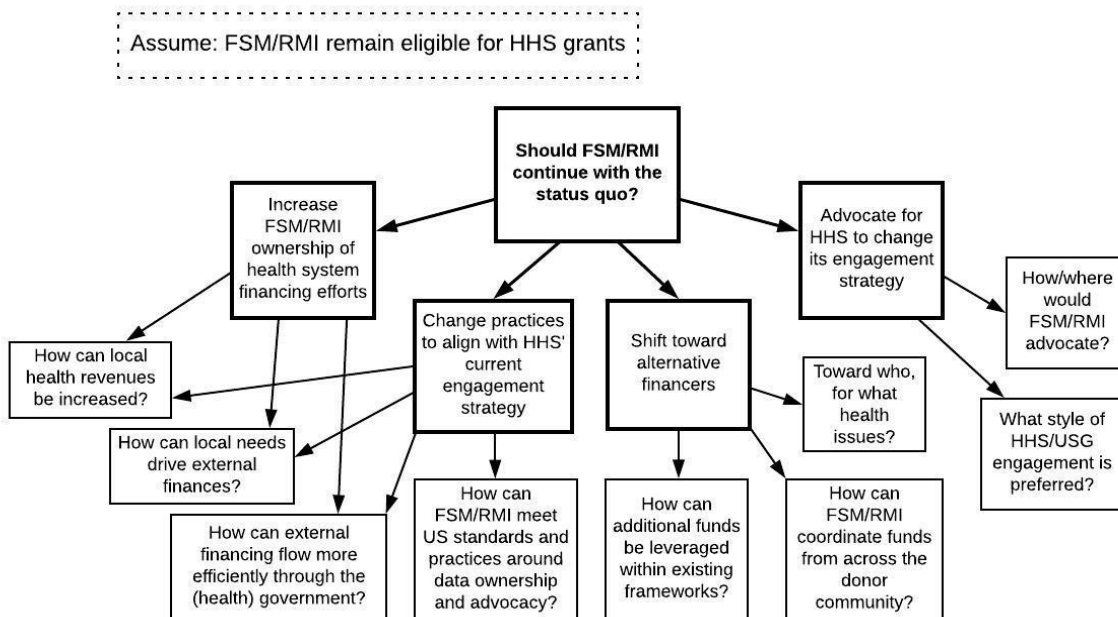 Assume: FSM/RMI remain eligible for HHS grants
Should FSM/RMI
continue with the
status quo?
Increase
FSM/RMI
ownership of
health system
financing efforts
Change practices
to align with HHS'
current
engagement
strategy
Shift toward
alternative
financers
Advocate for
HHS to change
its engagement
strategy
How/where
would
FSM/RMI
advocate?
How can local
health revenues
be increased?
Toward who,
for what
health
issues?
What style of
HHS/USG
engagement is
preferred?
How can local needs
drive external
finances?
How can external
financing flow more
efficiently through the
(health) government?
How can
FSM/RMI meet
US standards and
practices around
data ownership
and advocacy?
How can
additional funds
be leveraged
within existing
frameworks?
How can
FSM/RMI
coordinate funds
from across the
donor
community?